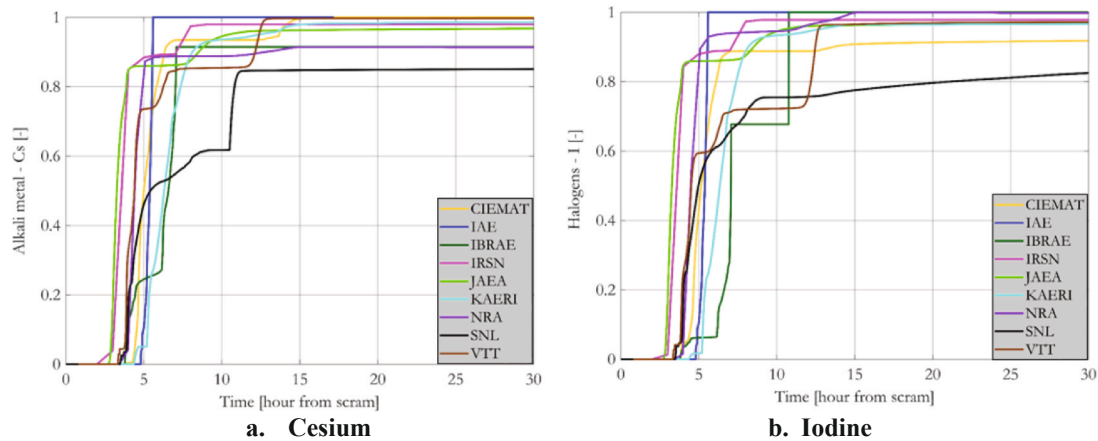 1
0.8
0.6
0.4
0.2
0
Alkali metal - Cs [-]
0 5 10 15 20 25 30
Time [hour from scram]
CIEMAT
IAE
IBRAE
IRSN
JAEA
KAERI
NRA
SNL
VTT
a. Cesium
1
0.8
0.6
0.4
0.2
0
Halogens - I [-]
0 5 10 15 20 25 30
Time [hour from scram]
CIEMAT
IAE
IBRAE
IRSN
JAEA
KAERI
NRA
SNL
VTT
b. Iodine